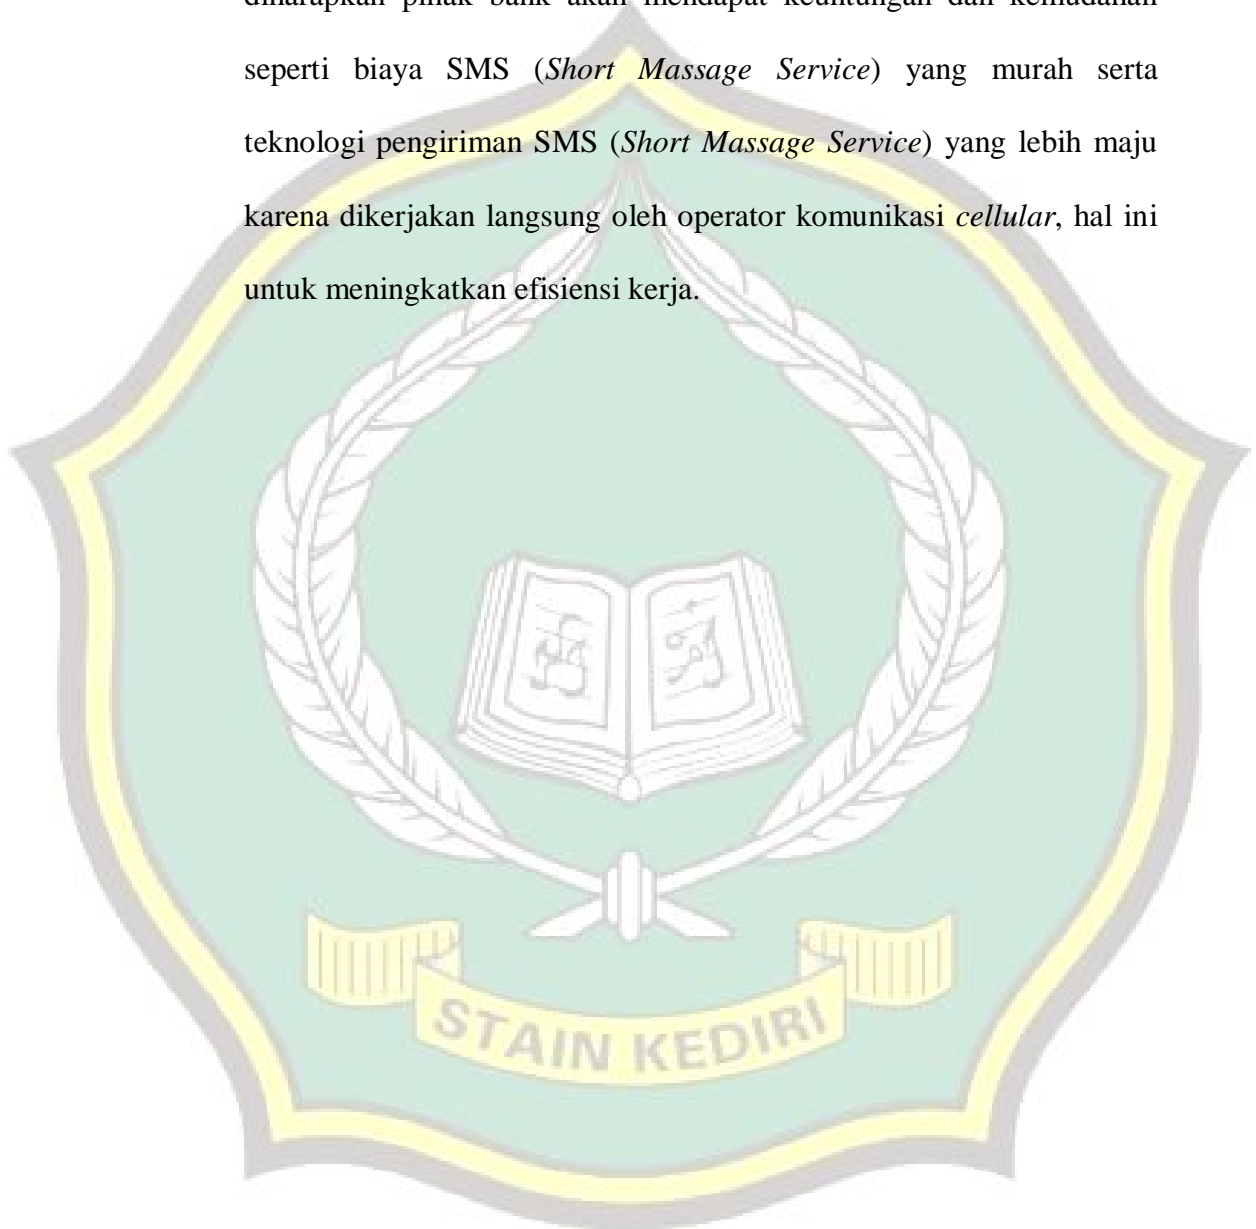 diharapkan pihak bank akan mendapat keuntungan dan kemudahan
seperti biaya SMS (Short Massage Service) yang murah serta
teknologi pengiriman SMS (Short Massage Service) yang lebih maju
karena dikerjakan langsung oleh operator komunikasi cellular, hal ini
untuk meningkatkan efisiensi kerja.
STAIN KEDIRI